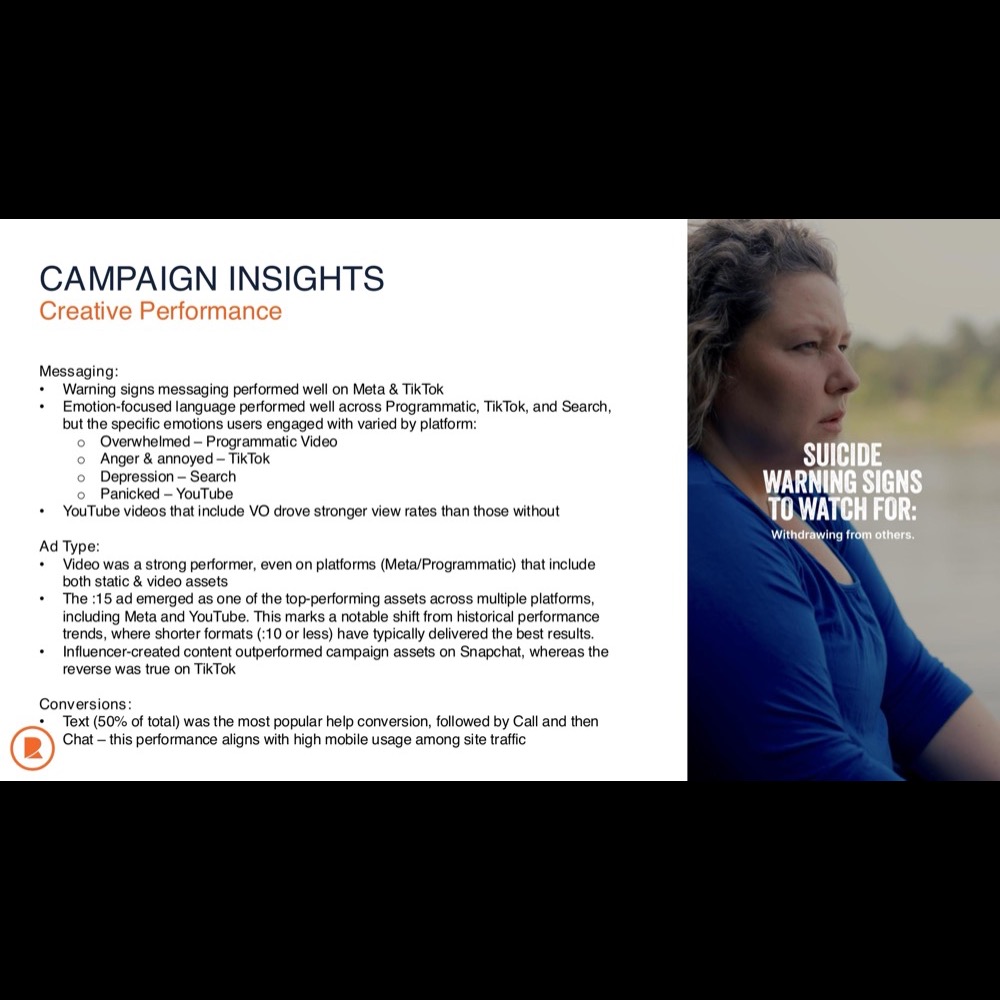 CAMPAIGN INSIGHTS
Creative Performance
Messaging:
• Warning signs messaging performed well on Meta & TikTok
• Emotion-focused language performed well across Programmatic, TikTok, and Search,
but the specific emotions users engaged with varied by platform:
o Overwhelmed – Programmatic Video
o Anger & annoyed – TikTok
o Depression – Search
o Panicked – YouTube
• YouTube videos that include VO drove stronger view rates than those without
Ad Type:
• Video was a strong performer, even on platforms (Meta/Programmatic) that include
both static & video assets
• The :15 ad emerged as one of the top-performing assets across multiple platforms,
including Meta and YouTube. This marks a notable shift from historical performance
trends, where shorter formats (:10 or less) have typically delivered the best results.
• Influencer-created content outperformed campaign assets on Snapchat, whereas the
reverse was true on TikTok
Conversions:
• Text (50% of total) was the most popular help conversion, followed by Call and then
Chat – this performance aligns with high mobile usage among site traffic
R
SUICIDE
WARNING SIGNS
TO WATCH FOR:
Withdrawing from others.